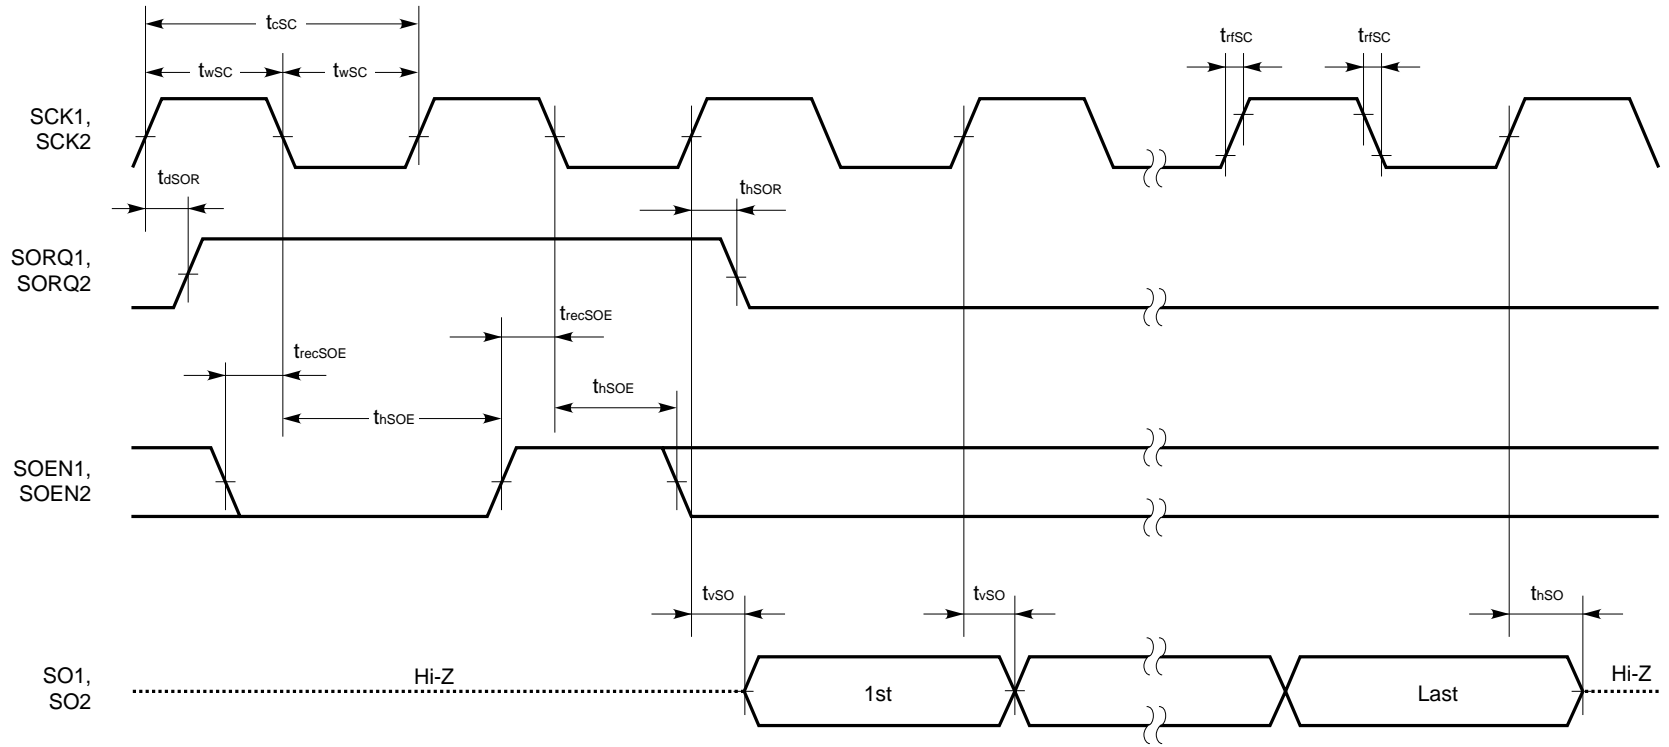 tcSC
twSC
twSC
trfSC
trfSC
SCK1,
SCK2
tdSOR
thSOR
SORQ1,
SORQ2
trecSOE
trecSOE
thSOE
thSOE
SOEN1,
SOEN2
tvSO
tvSO
thSO
SO1,
SO2
Hi-Z
1st
Last
Hi-Z